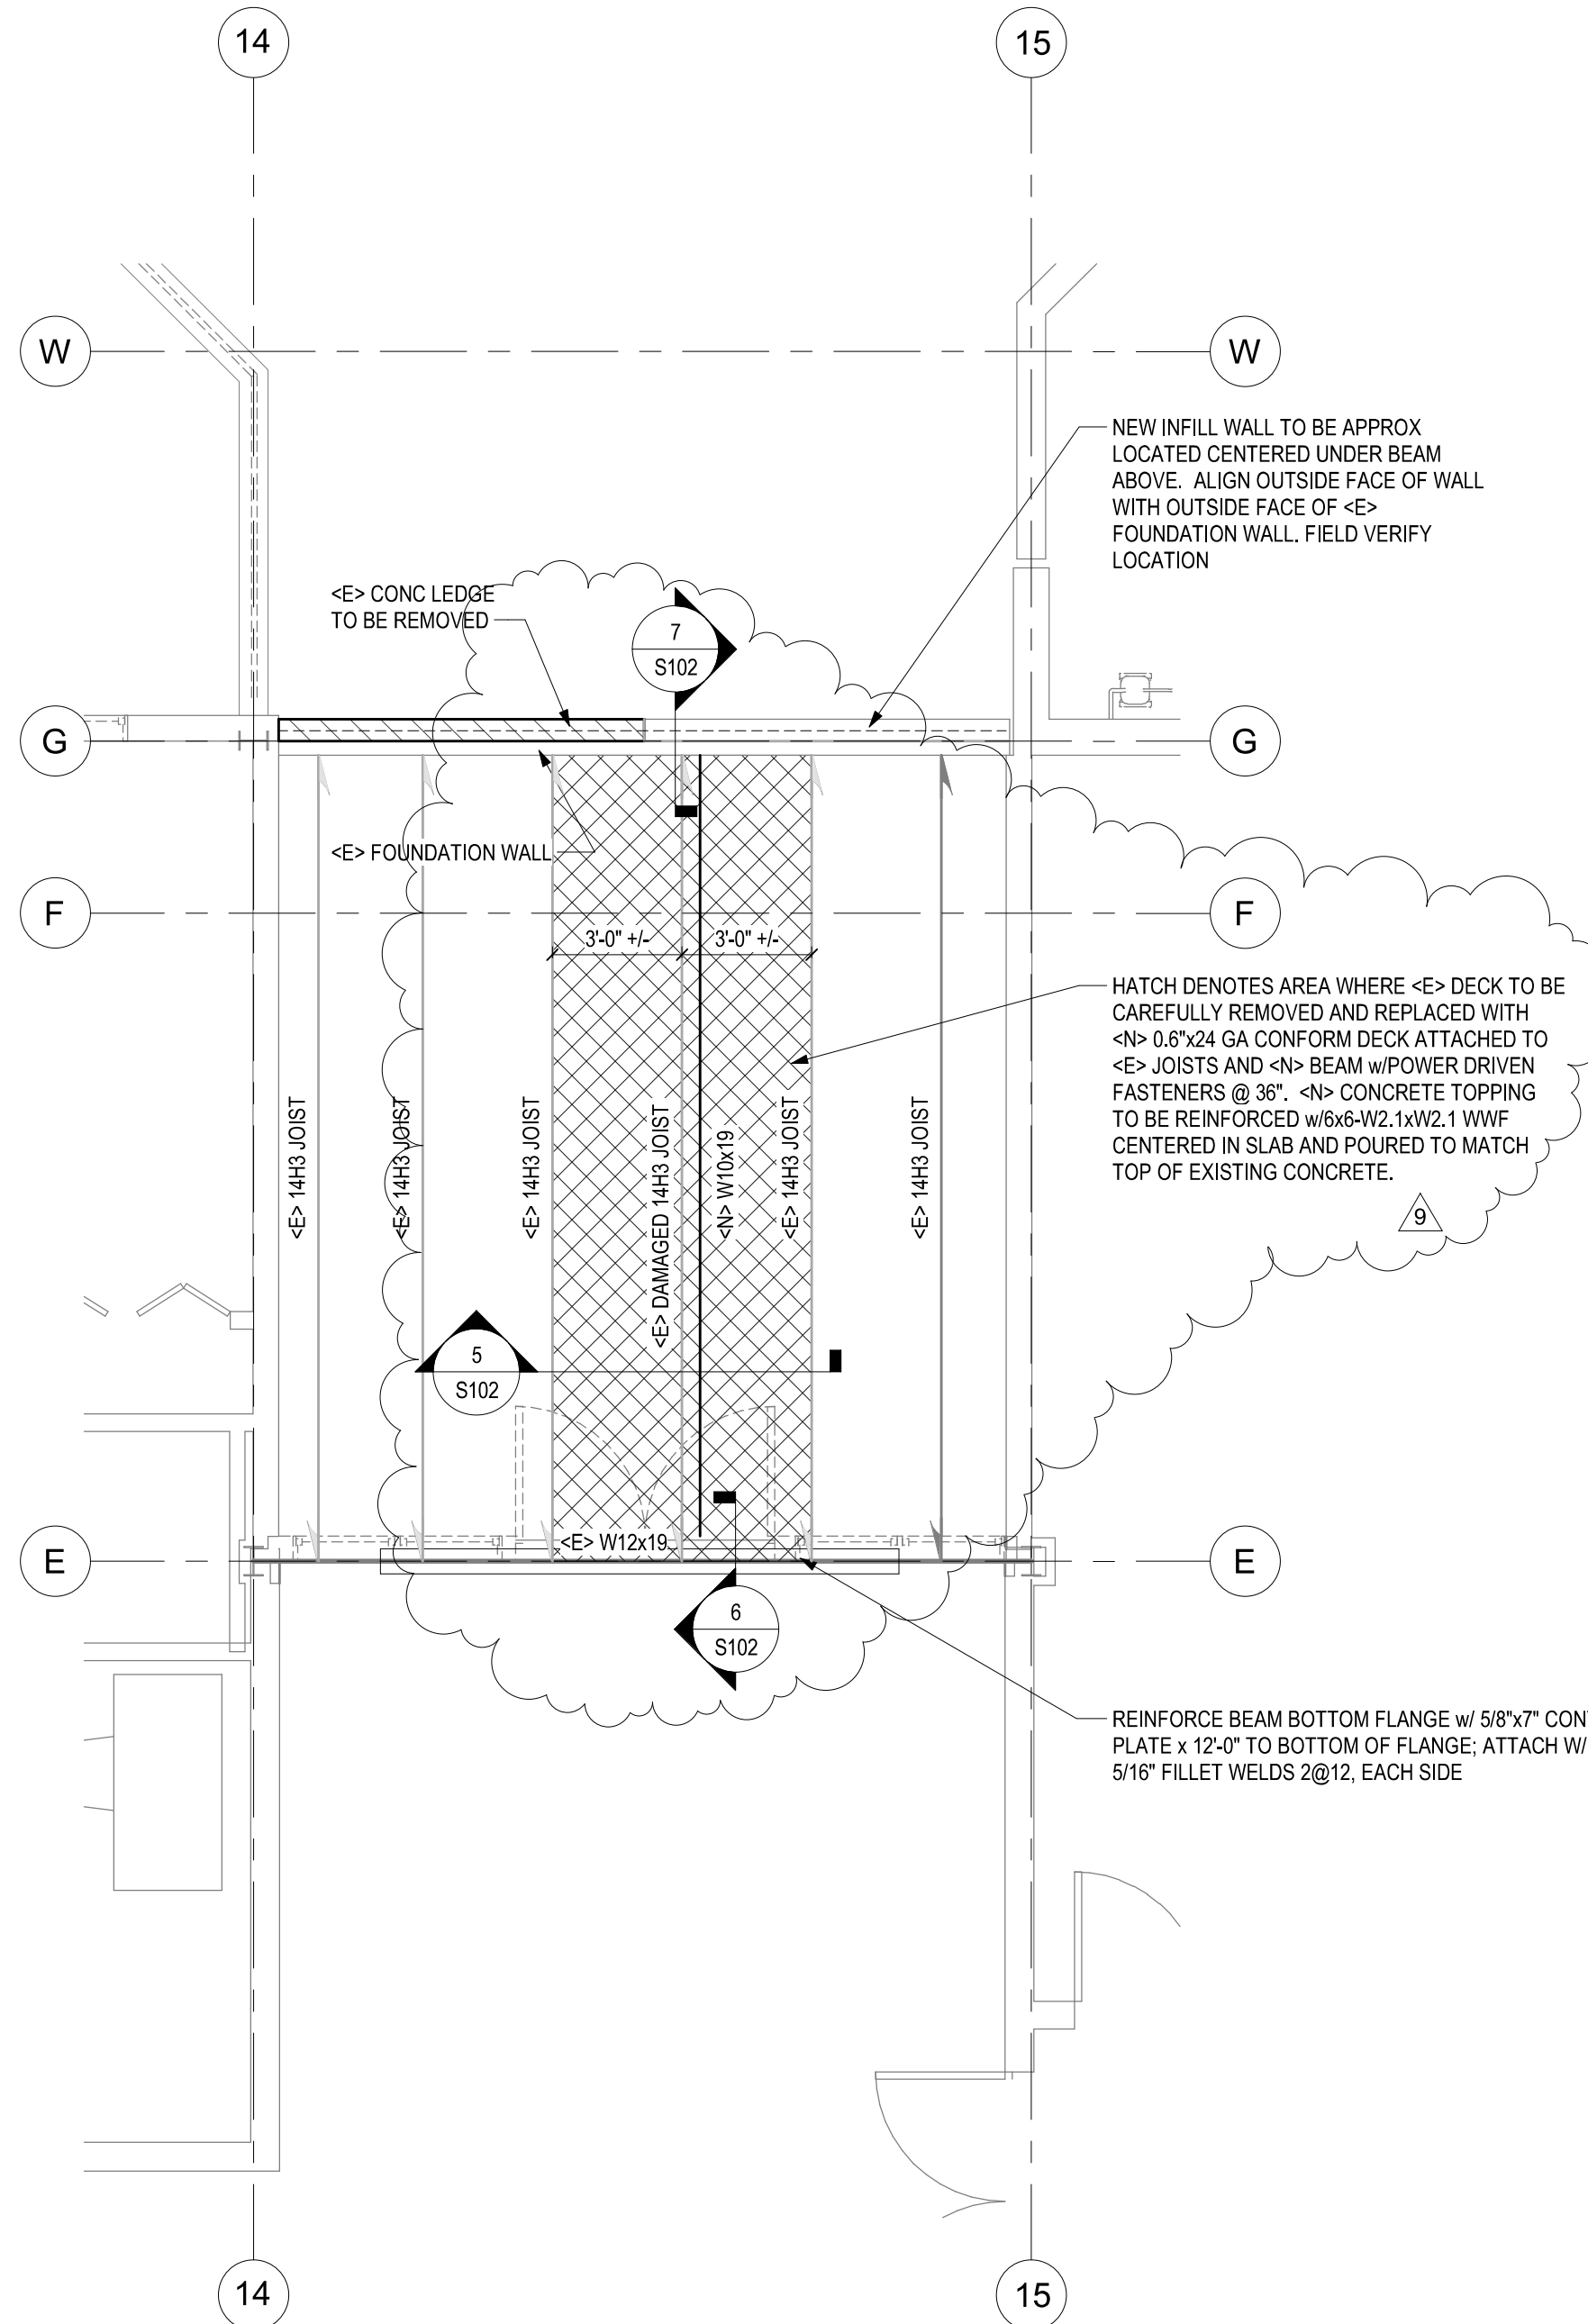 14
15
W
W
NEW INFILL WALL TO BE APPROX
LOCATED CENTERED UNDER BEAM
ABOVE.  ALIGN OUTSIDE FACE OF WALL
WITH OUTSIDE FACE OF <E>
FOUNDATION WALL. FIELD VERIFY
LOCATION
<E> CONC LEDGE
TO BE REMOVED
7
S102
G
G
<E> FOUNDATION WALL
F
F
3'-0" +/-
3'-0" +/-
HATCH DENOTES AREA WHERE <E> DECK TO BE
CAREFULLY REMOVED AND REPLACED WITH
<N> 0.6"x24 GA CONFORM DECK ATTACHED TO
<E> JOISTS AND <N> BEAM w/POWER DRIVEN
FASTENERS @ 36".  <N> CONCRETE TOPPING
TO BE REINFORCED w/6x6-W2.1xW2.1 WWF
CENTERED IN SLAB AND POURED TO MATCH
TOP OF EXISTING CONCRETE.
9
<E> 14H3 JOIST
<E> 14H3 JOIST
<E> 14H3 JOIST
<E> DAMAGED 14H3 JOIST
<N> W10x19
<E> 14H3 JOIST
<E> 14H3 JOIST
5
S102
<E> W12x19
E
E
6
S102
REINFORCE BEAM BOTTOM FLANGE w/ 5/8"x7"
PLATE x 12'-0" TO BOTTOM OF FLANGE; ATTACH W/
5/16" FILLET WELDS 2@12, EACH SIDE
14
15